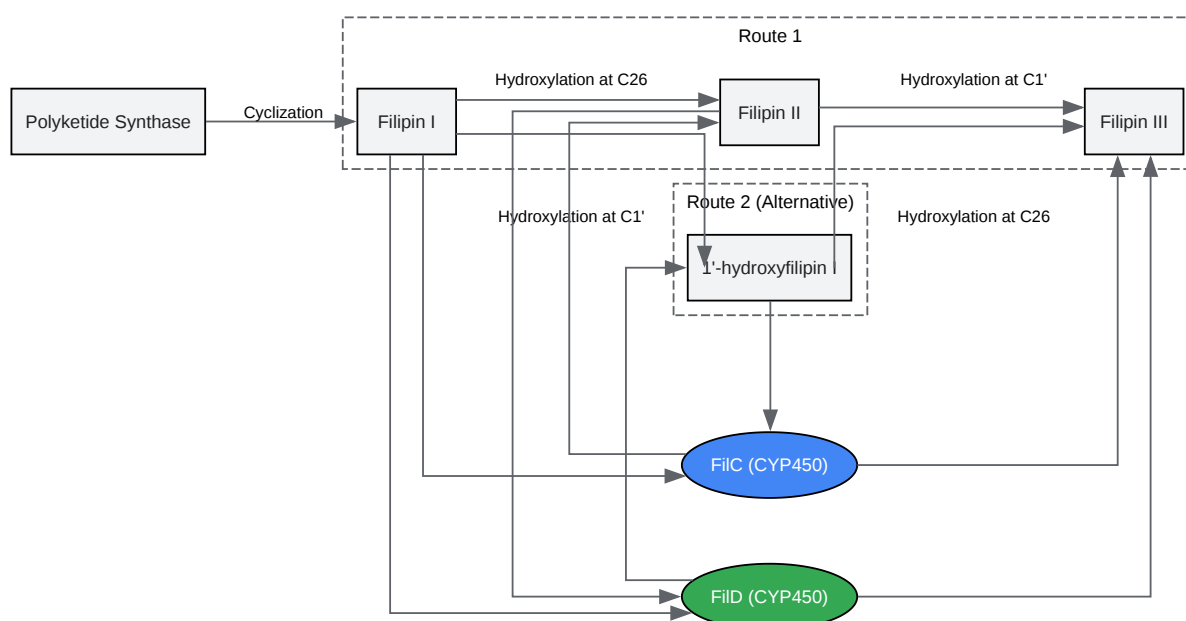 Route 1
Hydroxylation at C26
Hydroxylation at C1'
Polyketide Synthase
Cyclization
Filipin I
Filipin II
Filipin III
Route 2 (Alternative)
Hydroxylation at C1'
Hydroxylation at C26
1'-hydroxyfilipin I
FilC (CYP450)
FilD (CYP450)